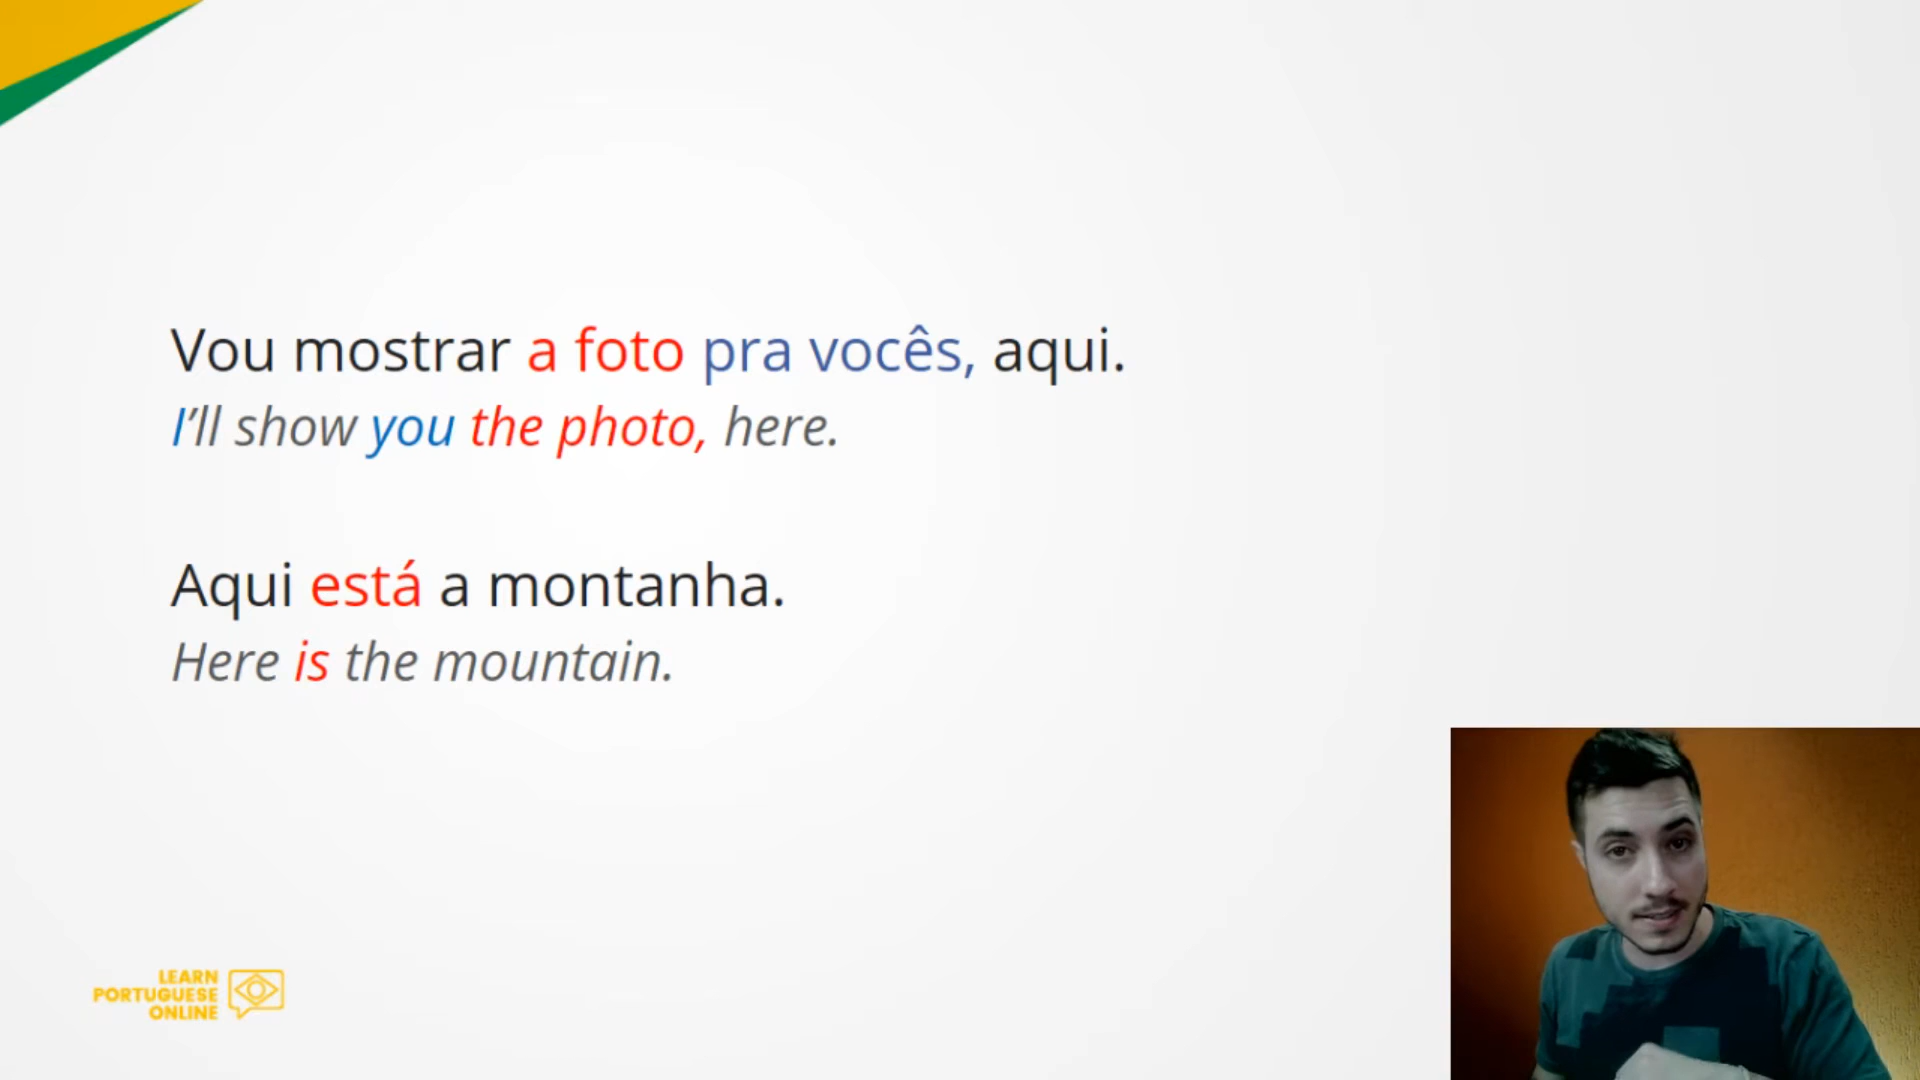 Vou mostrar a foto pra vocês, aqui.
I’ll show you the photo, here.
Aqui está a montanha.
Here is the mountain.
LEARN
PORTUGUESE
ONLINE